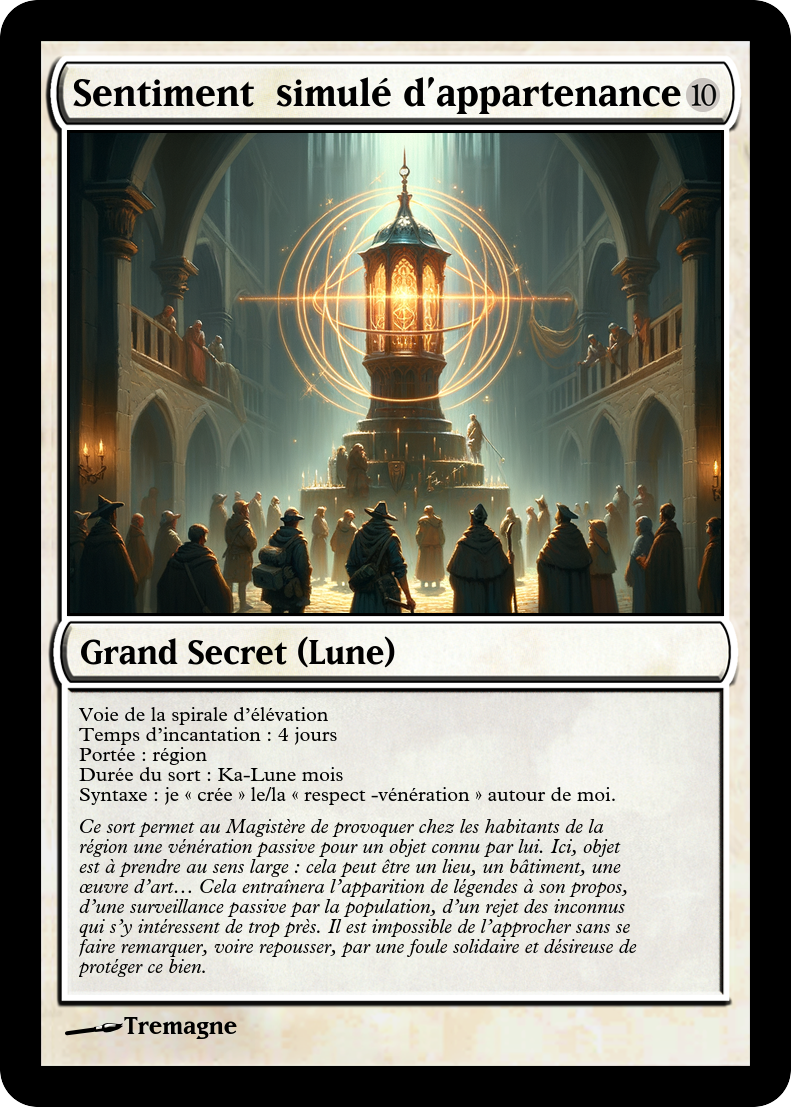 Sentiment simulé d'appartenance 10
Grand Secret (Lune)
Voie de la spirale d'élévation
Temps d'incantation : 4 jours
Portée : région
Durée du sort : Ka-Lune mois
Syntaxe : je « crée » le/la « respect -vénération » autour de moi.
Ce sort permet au Magistère de provoquer chez les habitants de la
région une vénération passive pour un objet connu par lui. Ici, objet
est à prendre au sens large : cela peut être un lieu, un bâtiment, une
œuvre d'art… Cela entraînera l'apparition de légendes à son propos,
d'une surveillance passive par la population, d'un rejet des inconnus
qui s'y intéressent de trop près. Il est impossible de l'approcher sans se
faire remarquer, voire repousser, par une foule solidaire et désireuse de
protéger ce bien.
Tremagne